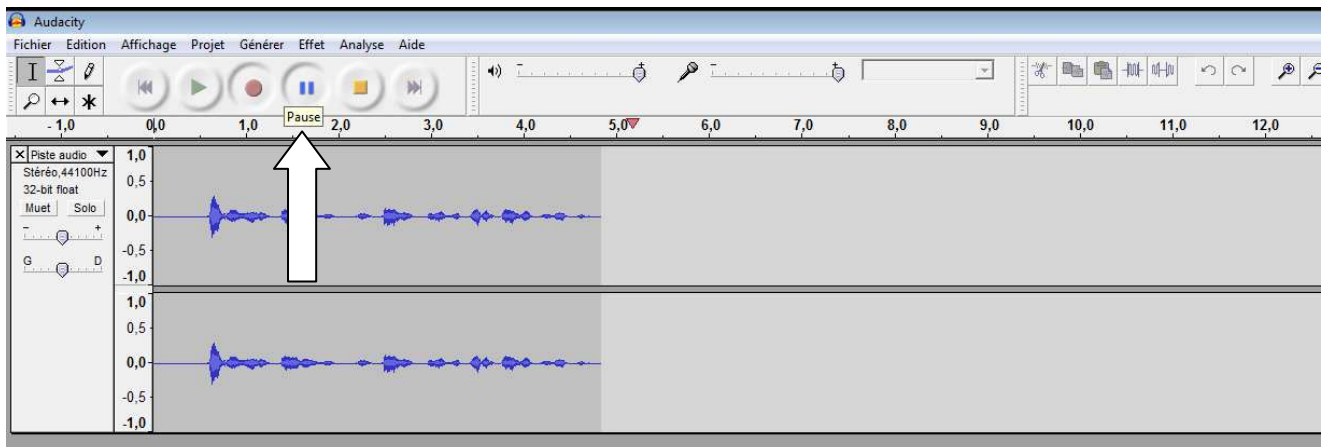 Audacity
Fichier Edition Affichage Projet Générer Effet Analyse Aide
Pause
- 1,0 0,0 1,0 2,0 3,0 4,0 5,0 6,0 7,0 8,0 9,0 10,0 11,0 12,0
X Piste audio
Stéréo,44100Hz
32-bit float
Muet Solo
- +
G D
1,0
0,5
0,0
-0,5
-1,0
1,0
0,5
0,0
-0,5
-1,0